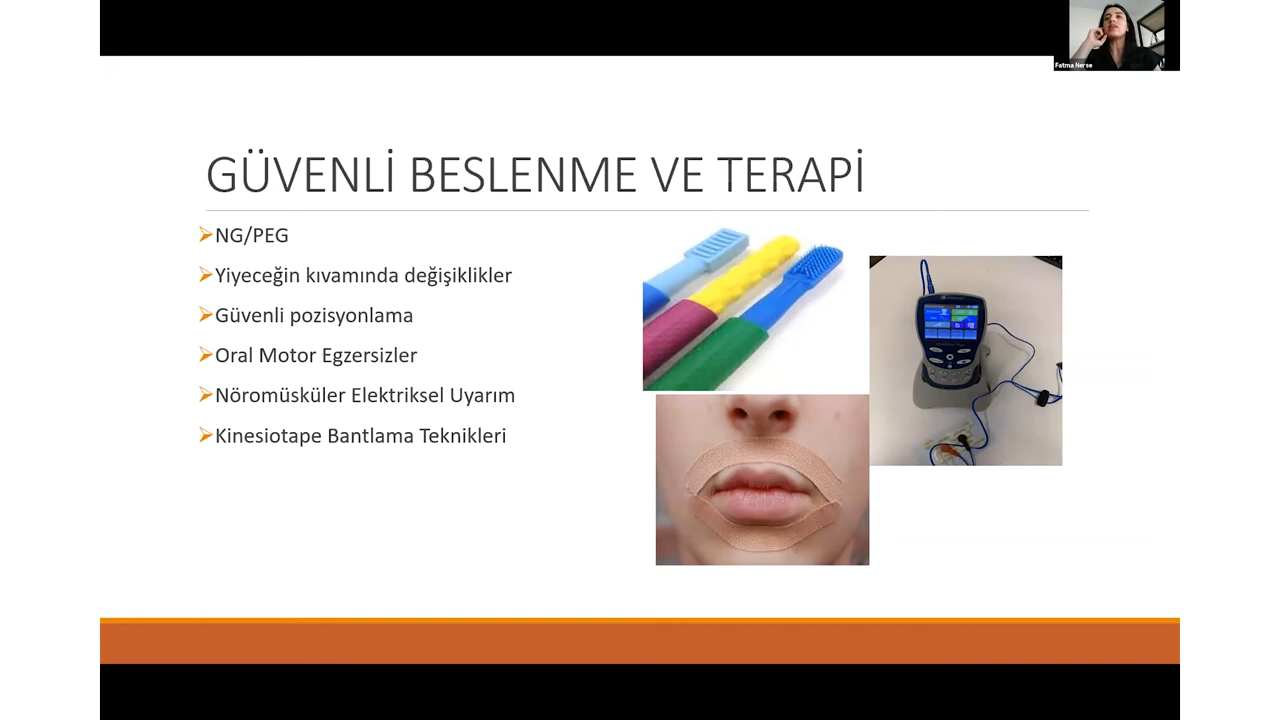 Fatma Nerse
GÜVENLİ BESLENME VE TERAPİ
NG/PEG
Yiyeceğin kıvamında değişiklikler
Güvenli pozisyonlama
Oral Motor Egzersizler
Nöromüsküler Elektriksel Uyarım
Kinesiotape Bantlama Teknikleri